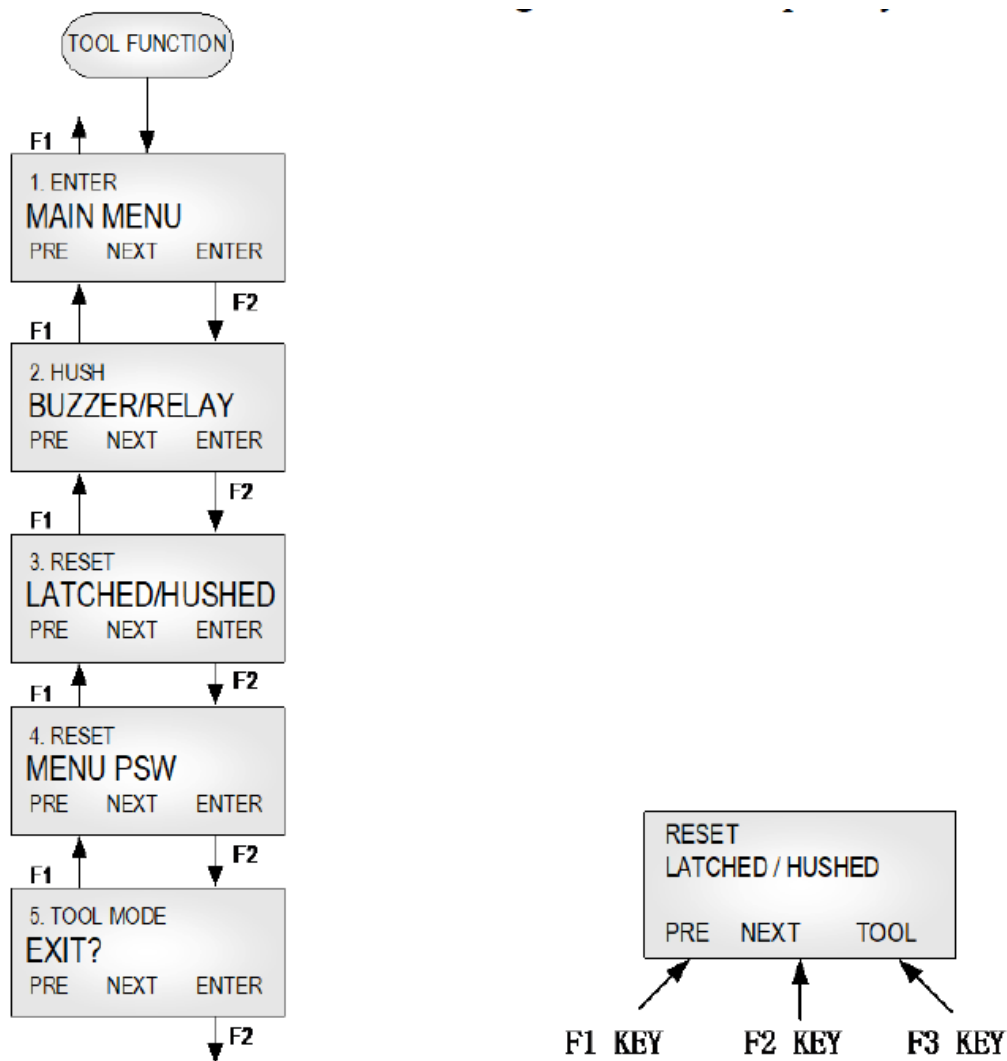 TOOL FUNCTION
F1
1. ENTER
MAIN MENU
PRE NEXT ENTER
F2
F1
2. HUSH
BUZZER/RELAY
PRE NEXT ENTER
F2
F1
3. RESET
LATCHED/HUSHED
PRE NEXT ENTER
F2
F1
4. RESET
MENU PSW
PRE NEXT ENTER
F2
F1
5. TOOL MODE
EXIT?
PRE NEXT ENTER
F2
RESET
LATCHED / HUSHED
PRE NEXT TOOL
F1 KEY F2 KEY F3 KEY